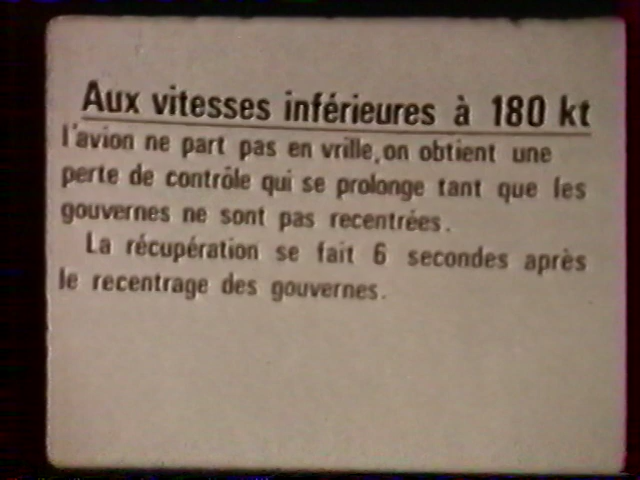 Aux vitesses inférieures à 180 kt
l'avion ne part pas en vrille, on obtient une
perte de contrôle qui se prolonge tant que les
gouvernes ne sont pas recentrées.
La récupération se fait 6 secondes après
le recentrage des gouvernes.